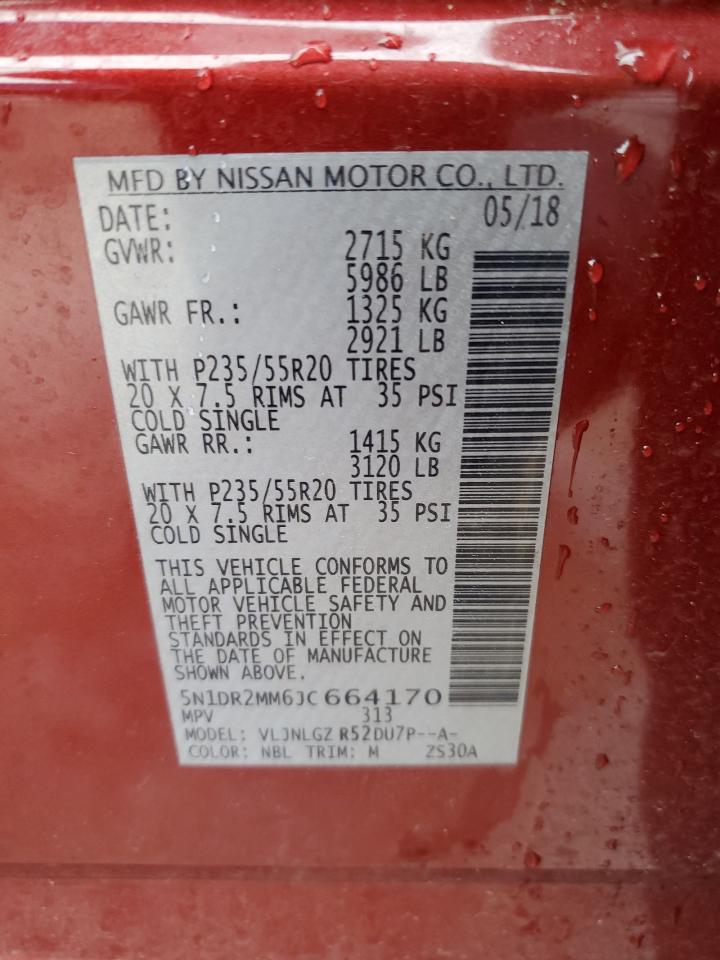 MFD BY NISSAN MOTOR CO., LTD.
DATE: 05/18
GVWR: 2715 KG
5986 LB
GAWR FR.: 1325 KG
2921 LB
WITH P235/55R20 TIRES
20 X 7.5 RIMS AT 35 PSI
COLD SINGLE
GAWR RR.: 1415 KG
3120 LB
WITH P235/55R20 TIRES
20 X 7.5 RIMS AT 35 PSI
COLD SINGLE
THIS VEHICLE CONFORMS TO
ALL APPLICABLE FEDERAL
MOTOR VEHICLE SAFETY AND
THEFT PREVENTION
STANDARDS IN EFFECT ON
THE DATE OF MANUFACTURE
SHOWN ABOVE.
5N1DR2MM6JC664170
MPV 313
MODEL: VLJNLGZ R52DU7P--A-
COLOR: NBL TRIM: M ZS30A